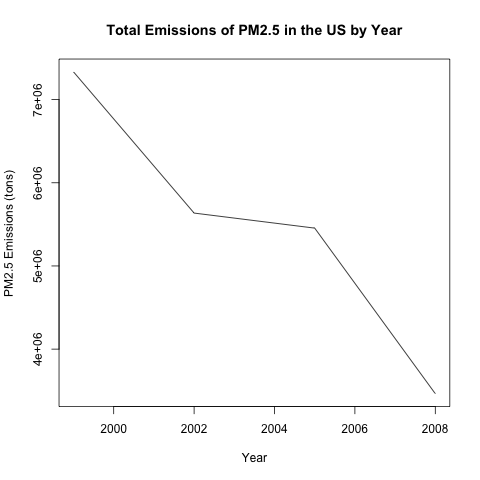 Total Emissions of PM2.5 in the US by Year
PM2.5 Emissions (tons)
7e+06
6e+06
5e+06
4e+06
2000 2002 2004 2006 2008
Year